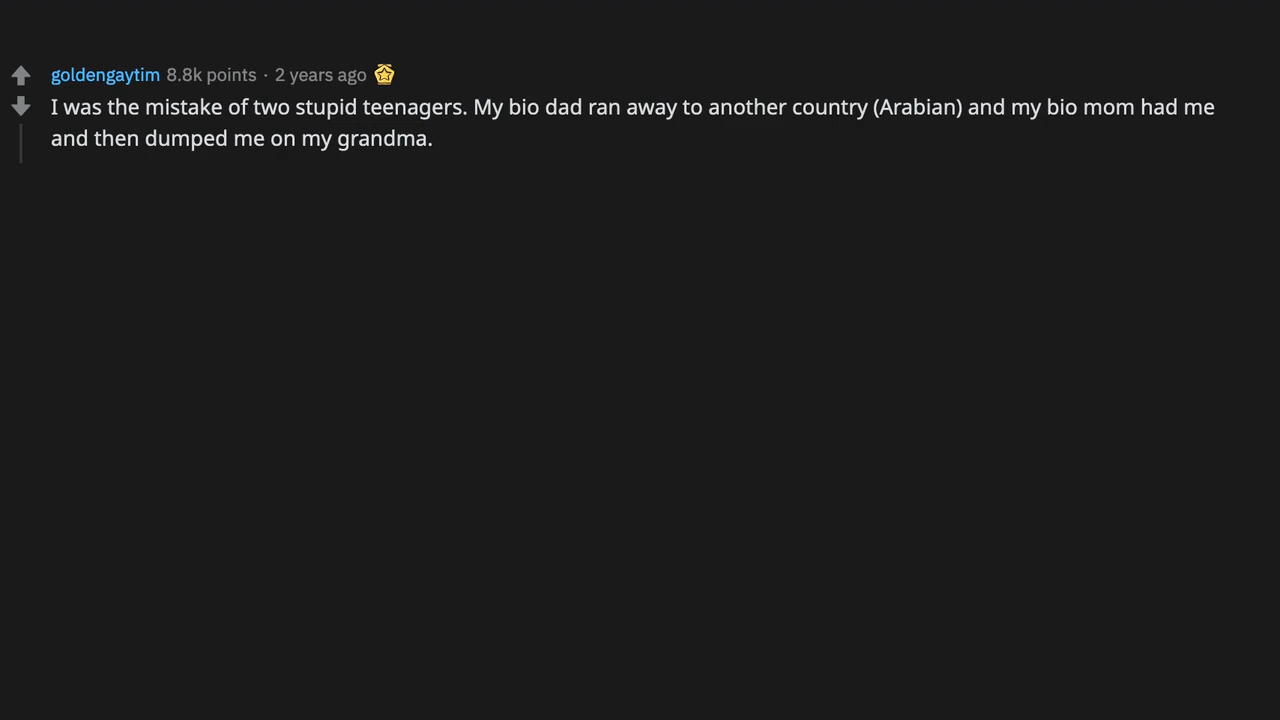 goldengaytim 8.8k points · 2 years ago
I was the mistake of two stupid teenagers. My bio dad ran away to another country (Arabian) and my bio mom had me
and then dumped me on my grandma.